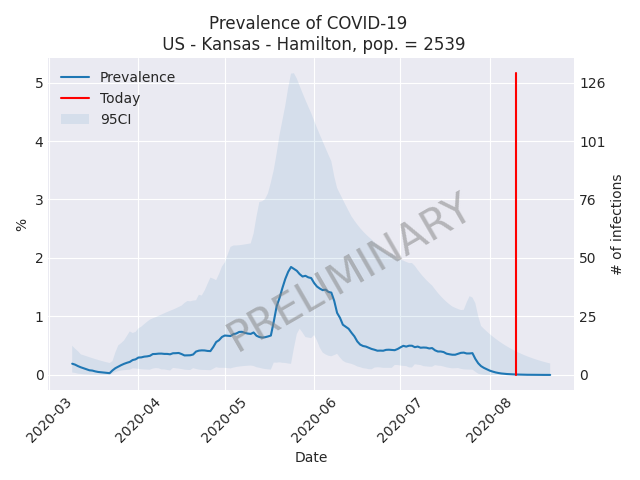 Prevalence of COVID-19
US - Kansas - Hamilton, pop. = 2539
Prevalence
Today
95CI
PRELIMINARY
%
5
4
3
2
1
0
126
101
76
50
25
0
# of infections
2020-03
2020-04
2020-05
2020-06
2020-07
2020-08
Date